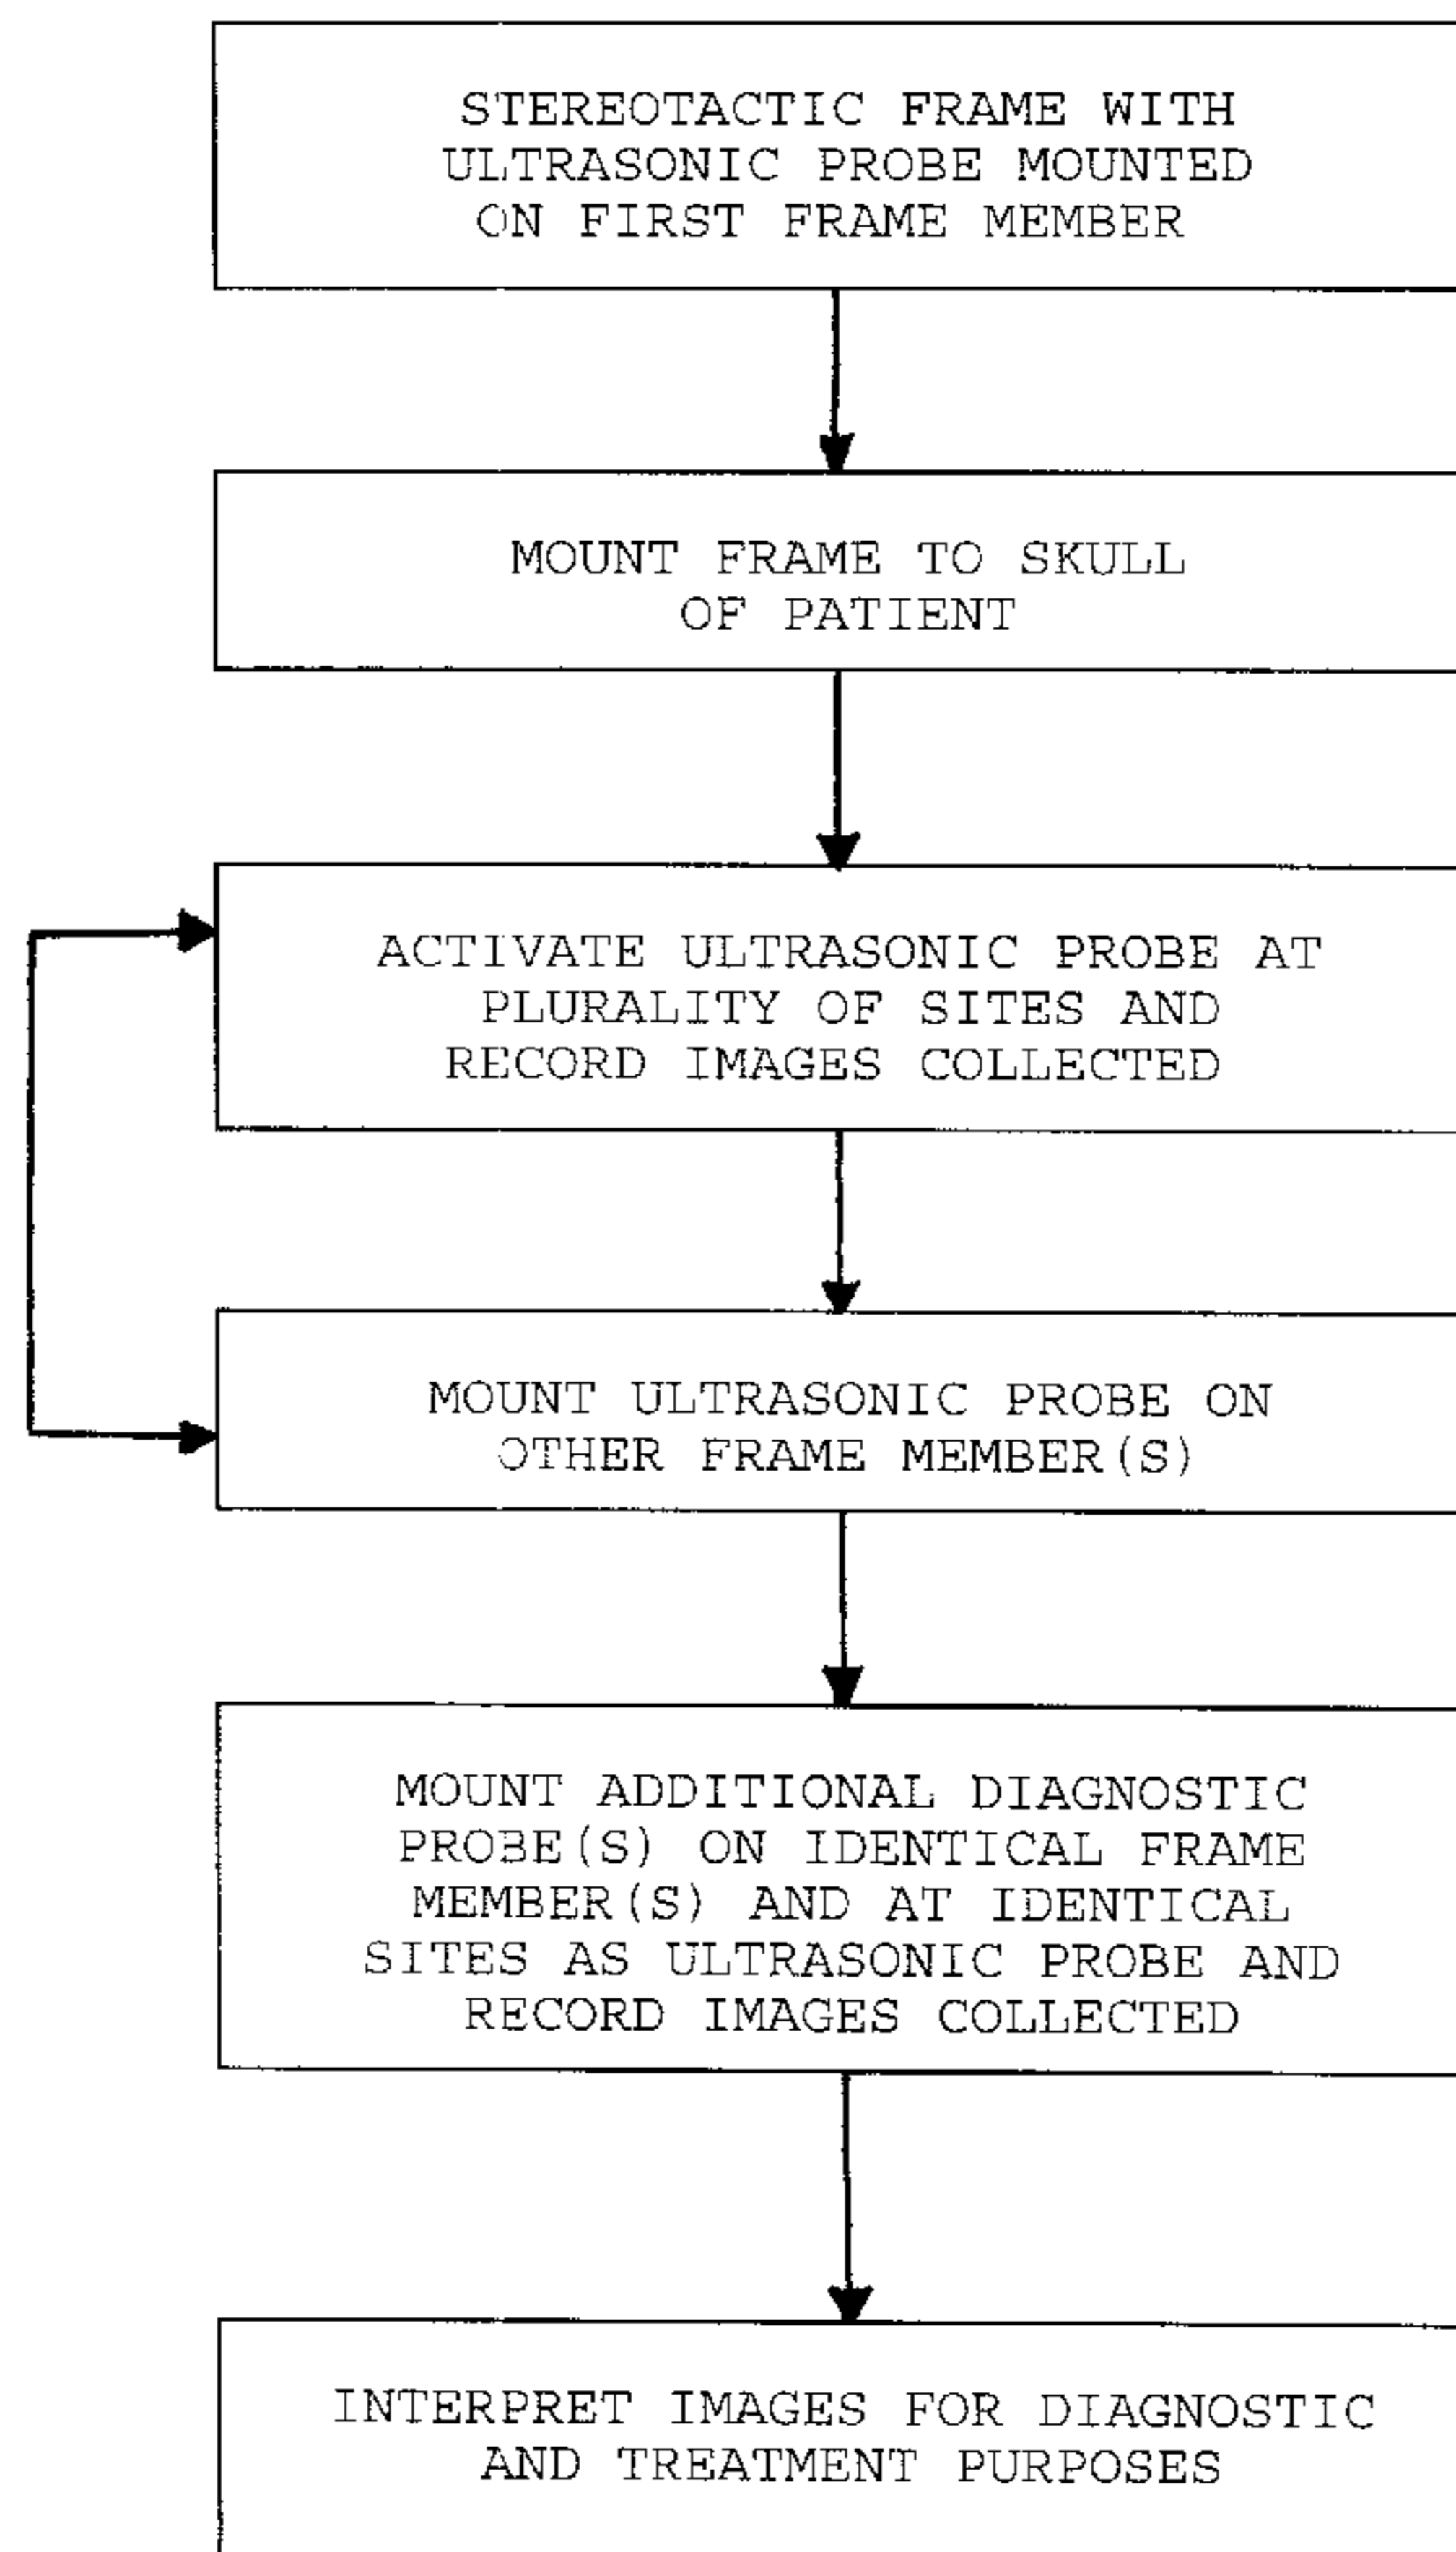 STEREOTACTIC FRAME WITH
ULTRASONIC PROBE MOUNTED
ON FIRST FRAME MEMBER
MOUNT FRAME TO SKULL
OF PATIENT
ACTIVATE ULTRASONIC PROBE AT
PLURALITY OF SITES AND
RECORD IMAGES COLLECTED
MOUNT ULTRASONIC PROBE ON
OTHER FRAME MEMBER(S)
MOUNT ADDITIONAL DIAGNOSTIC
PROBE(S) ON IDENTICAL FRAME
MEMBER(S) AND AT IDENTICAL
SITES AS ULTRASONIC PROBE AND
RECORD IMAGES COLLECTED
INTERPRET IMAGES FOR DIAGNOSTIC
AND TREATMENT PURPOSES